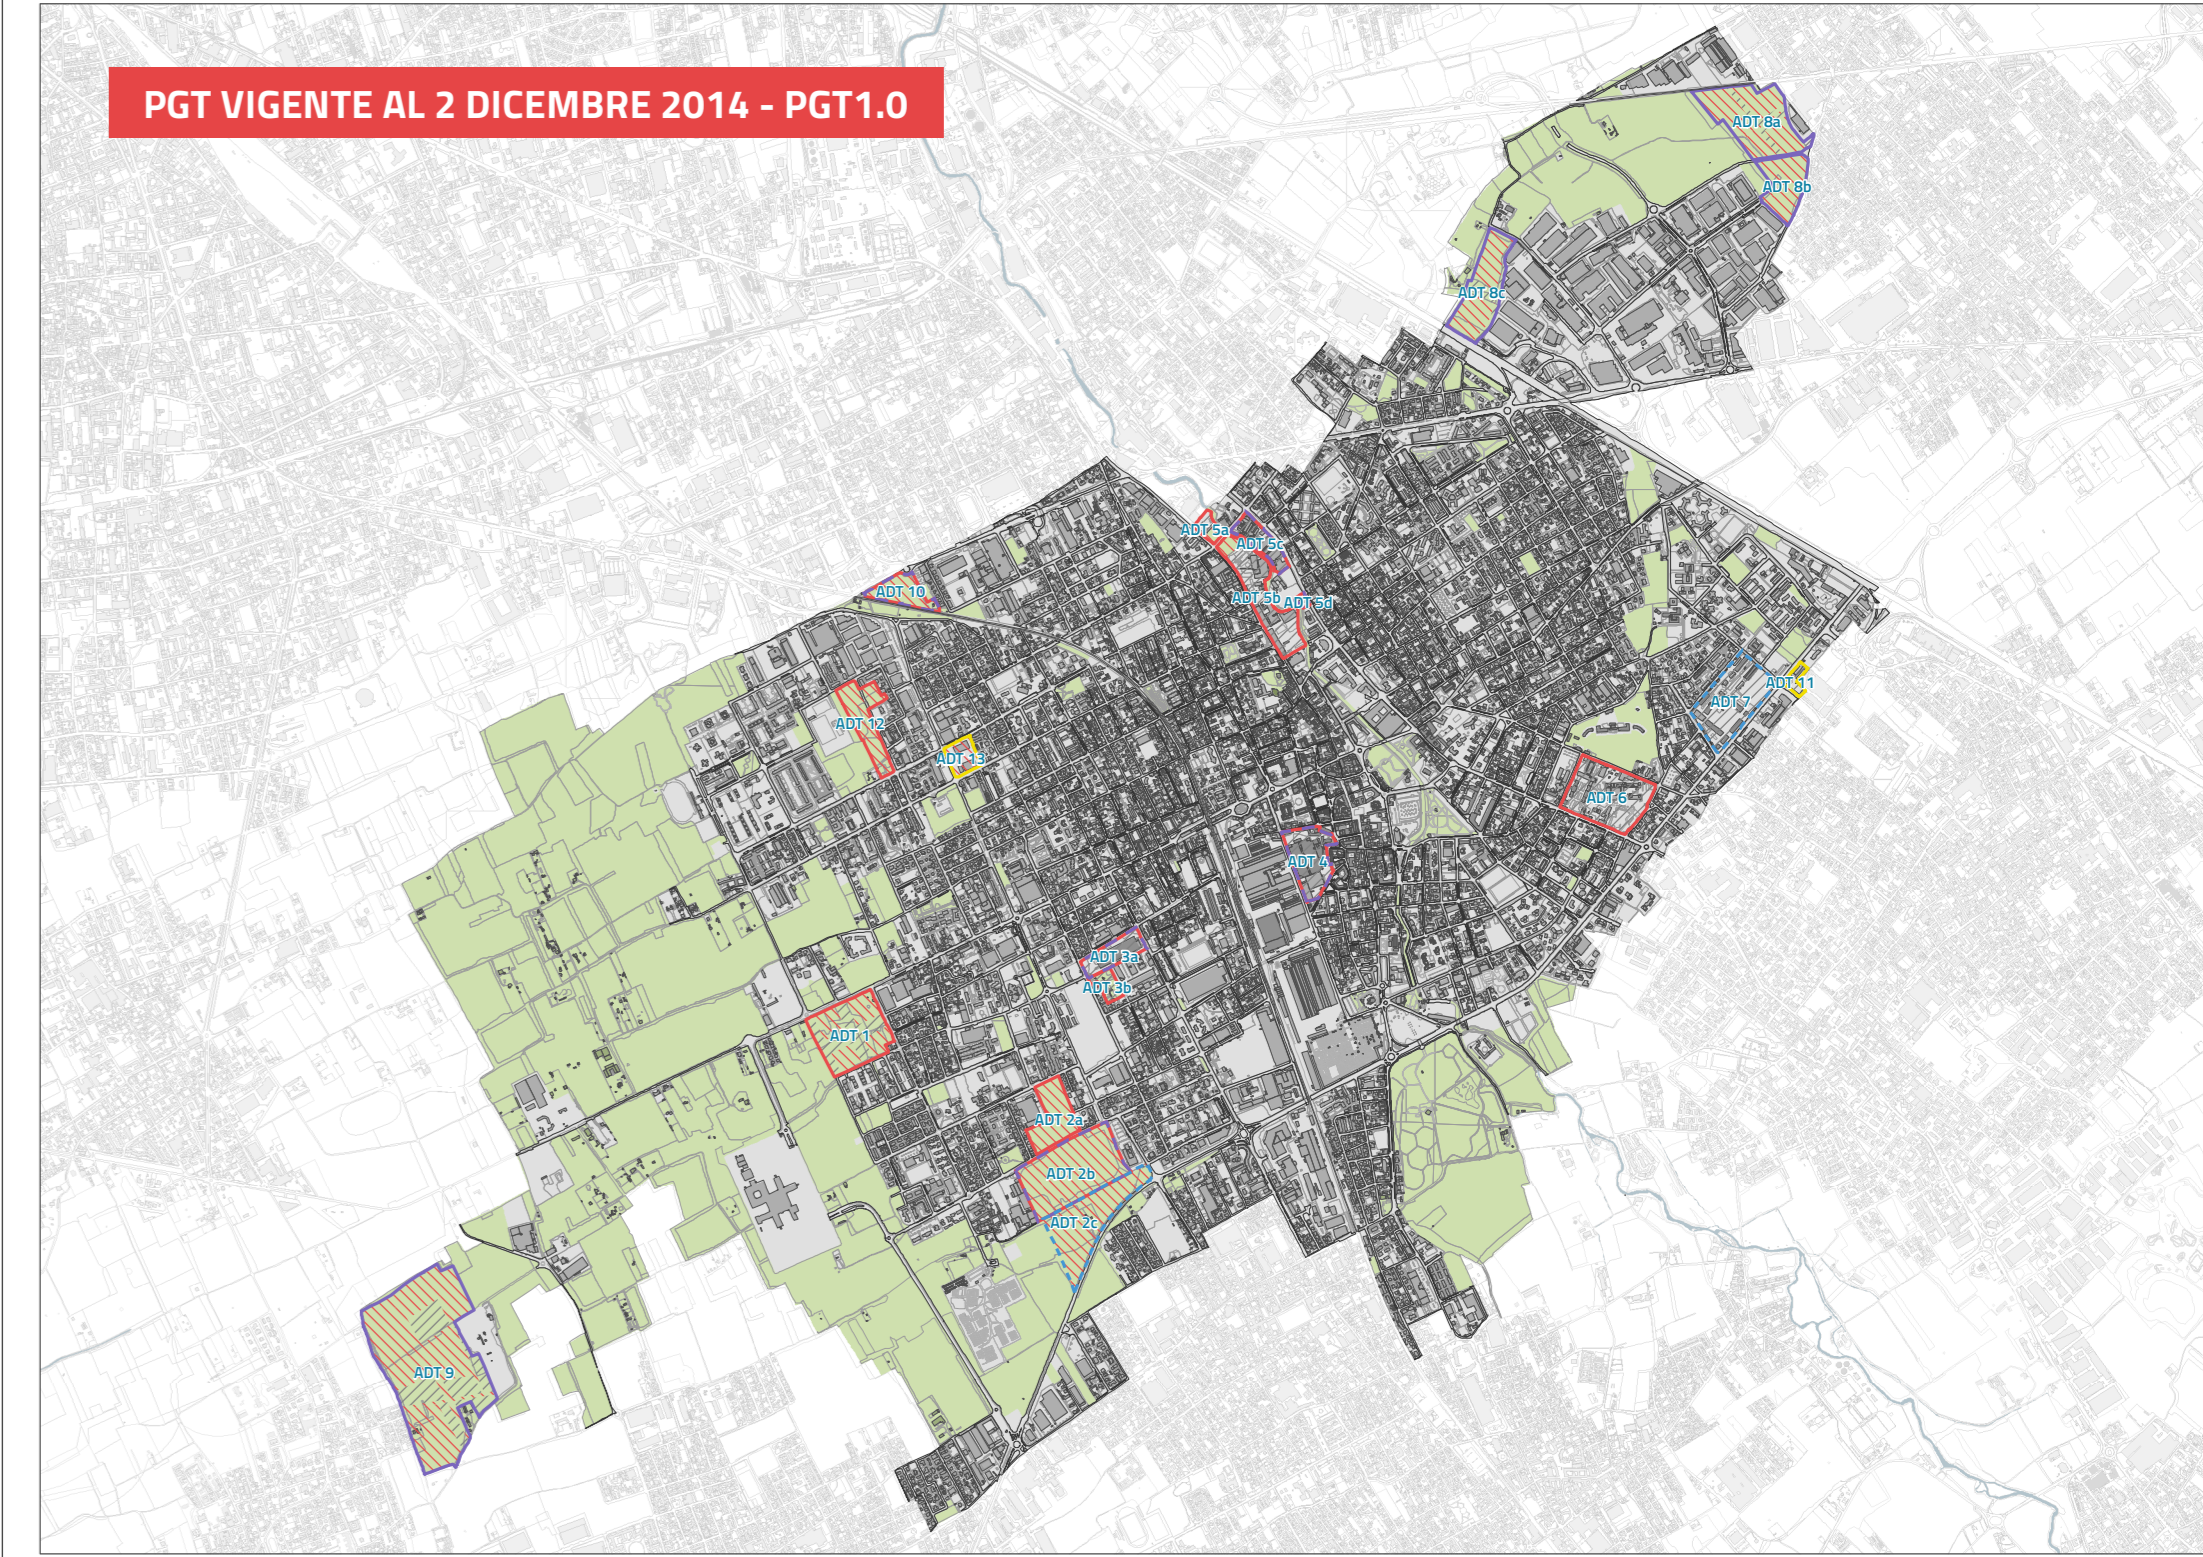 PGT VIGENTE AL 2 DICEMBRE 2014 - PGT1.0
ADT 8a
ADT 8b
ADT 8c
ADT 5a
ADT 5c
ADT 10
ADT 5b
ADT 5d
ADT 11
ADT 7
ADT 12
ADT 13
ADT 6
ADT 4
ADT 3a
ADT 3b
ADT 1
ADT 2a
ADT 2b
ADT 2c
ADT 9